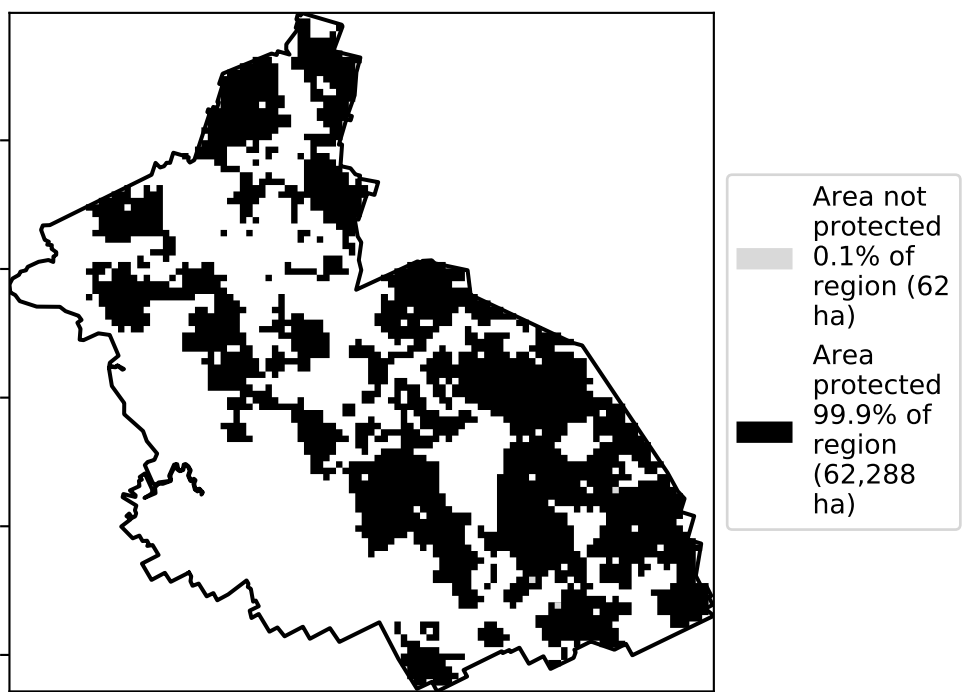 Area not
protected
0.1% of
region (62
ha)
Area
protected
99.9% of
region
(62,288
ha)